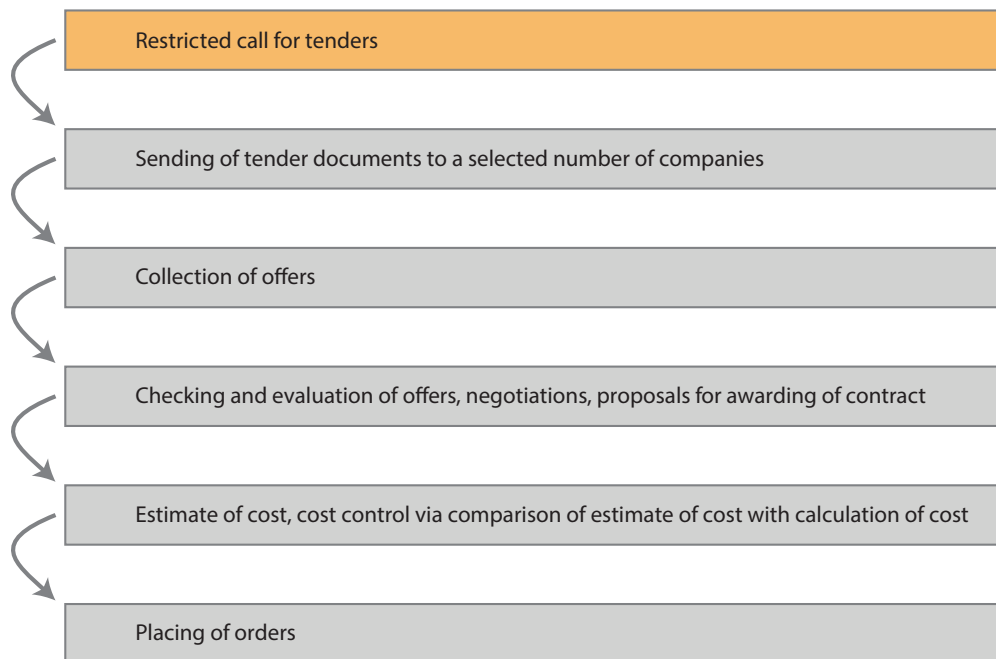 Restricted call for tenders
Sending of tender documents to a selected number of companies
Collection of offers
Checking and evaluation of offers, negotiations, proposals for awarding of contract
Estimate of cost, cost control via comparison of estimate of cost with calculation of cost
Placing of orders